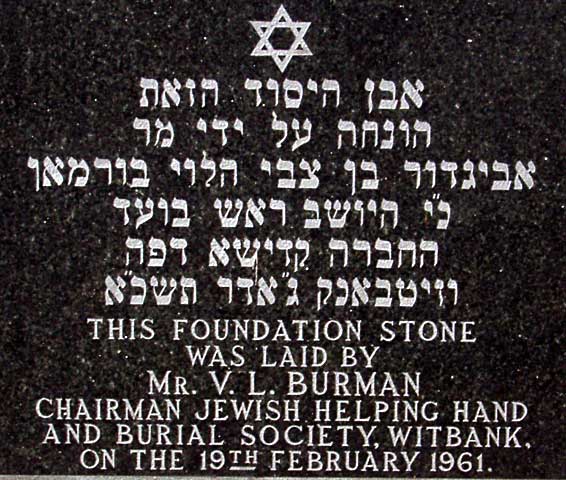 אבן היסוד הזאת
הונחה על ידי מר
אביגדור בן צבי הלוי בורמאן
כ"י היושב ראש בועד
החברה קדישא דפה
וויטבאנק ג"אדר תשכ"א
THIS FOUNDATION STONE
WAS LAID BY
MR. V. L. BURMAN
CHAIRMAN JEWISH HELPING HAND
AND BURIAL SOCIETY, WITBANK,
ON THE 19TH FEBRUARY 1961.